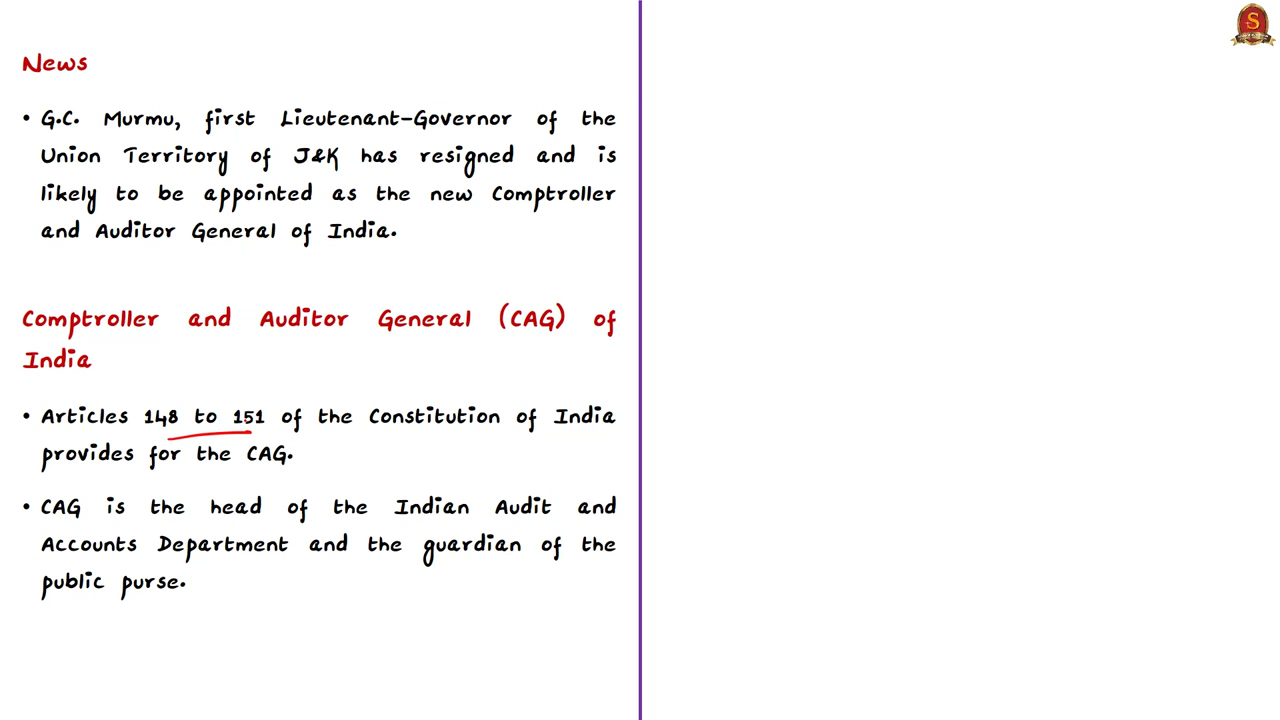 News
• G.C. Murmu, first Lieutenant-Governor of the
Union Territory of J&K has resigned and is
likely to be appointed as the new Comptroller
and Auditor General of India.
Comptroller and Auditor General (CAG) of
India
• Articles 148 to 151 of the Constitution of India
provides for the CAG.
• CAG is the head of the Indian Audit and
Accounts Department and the guardian of the
public purse.
S